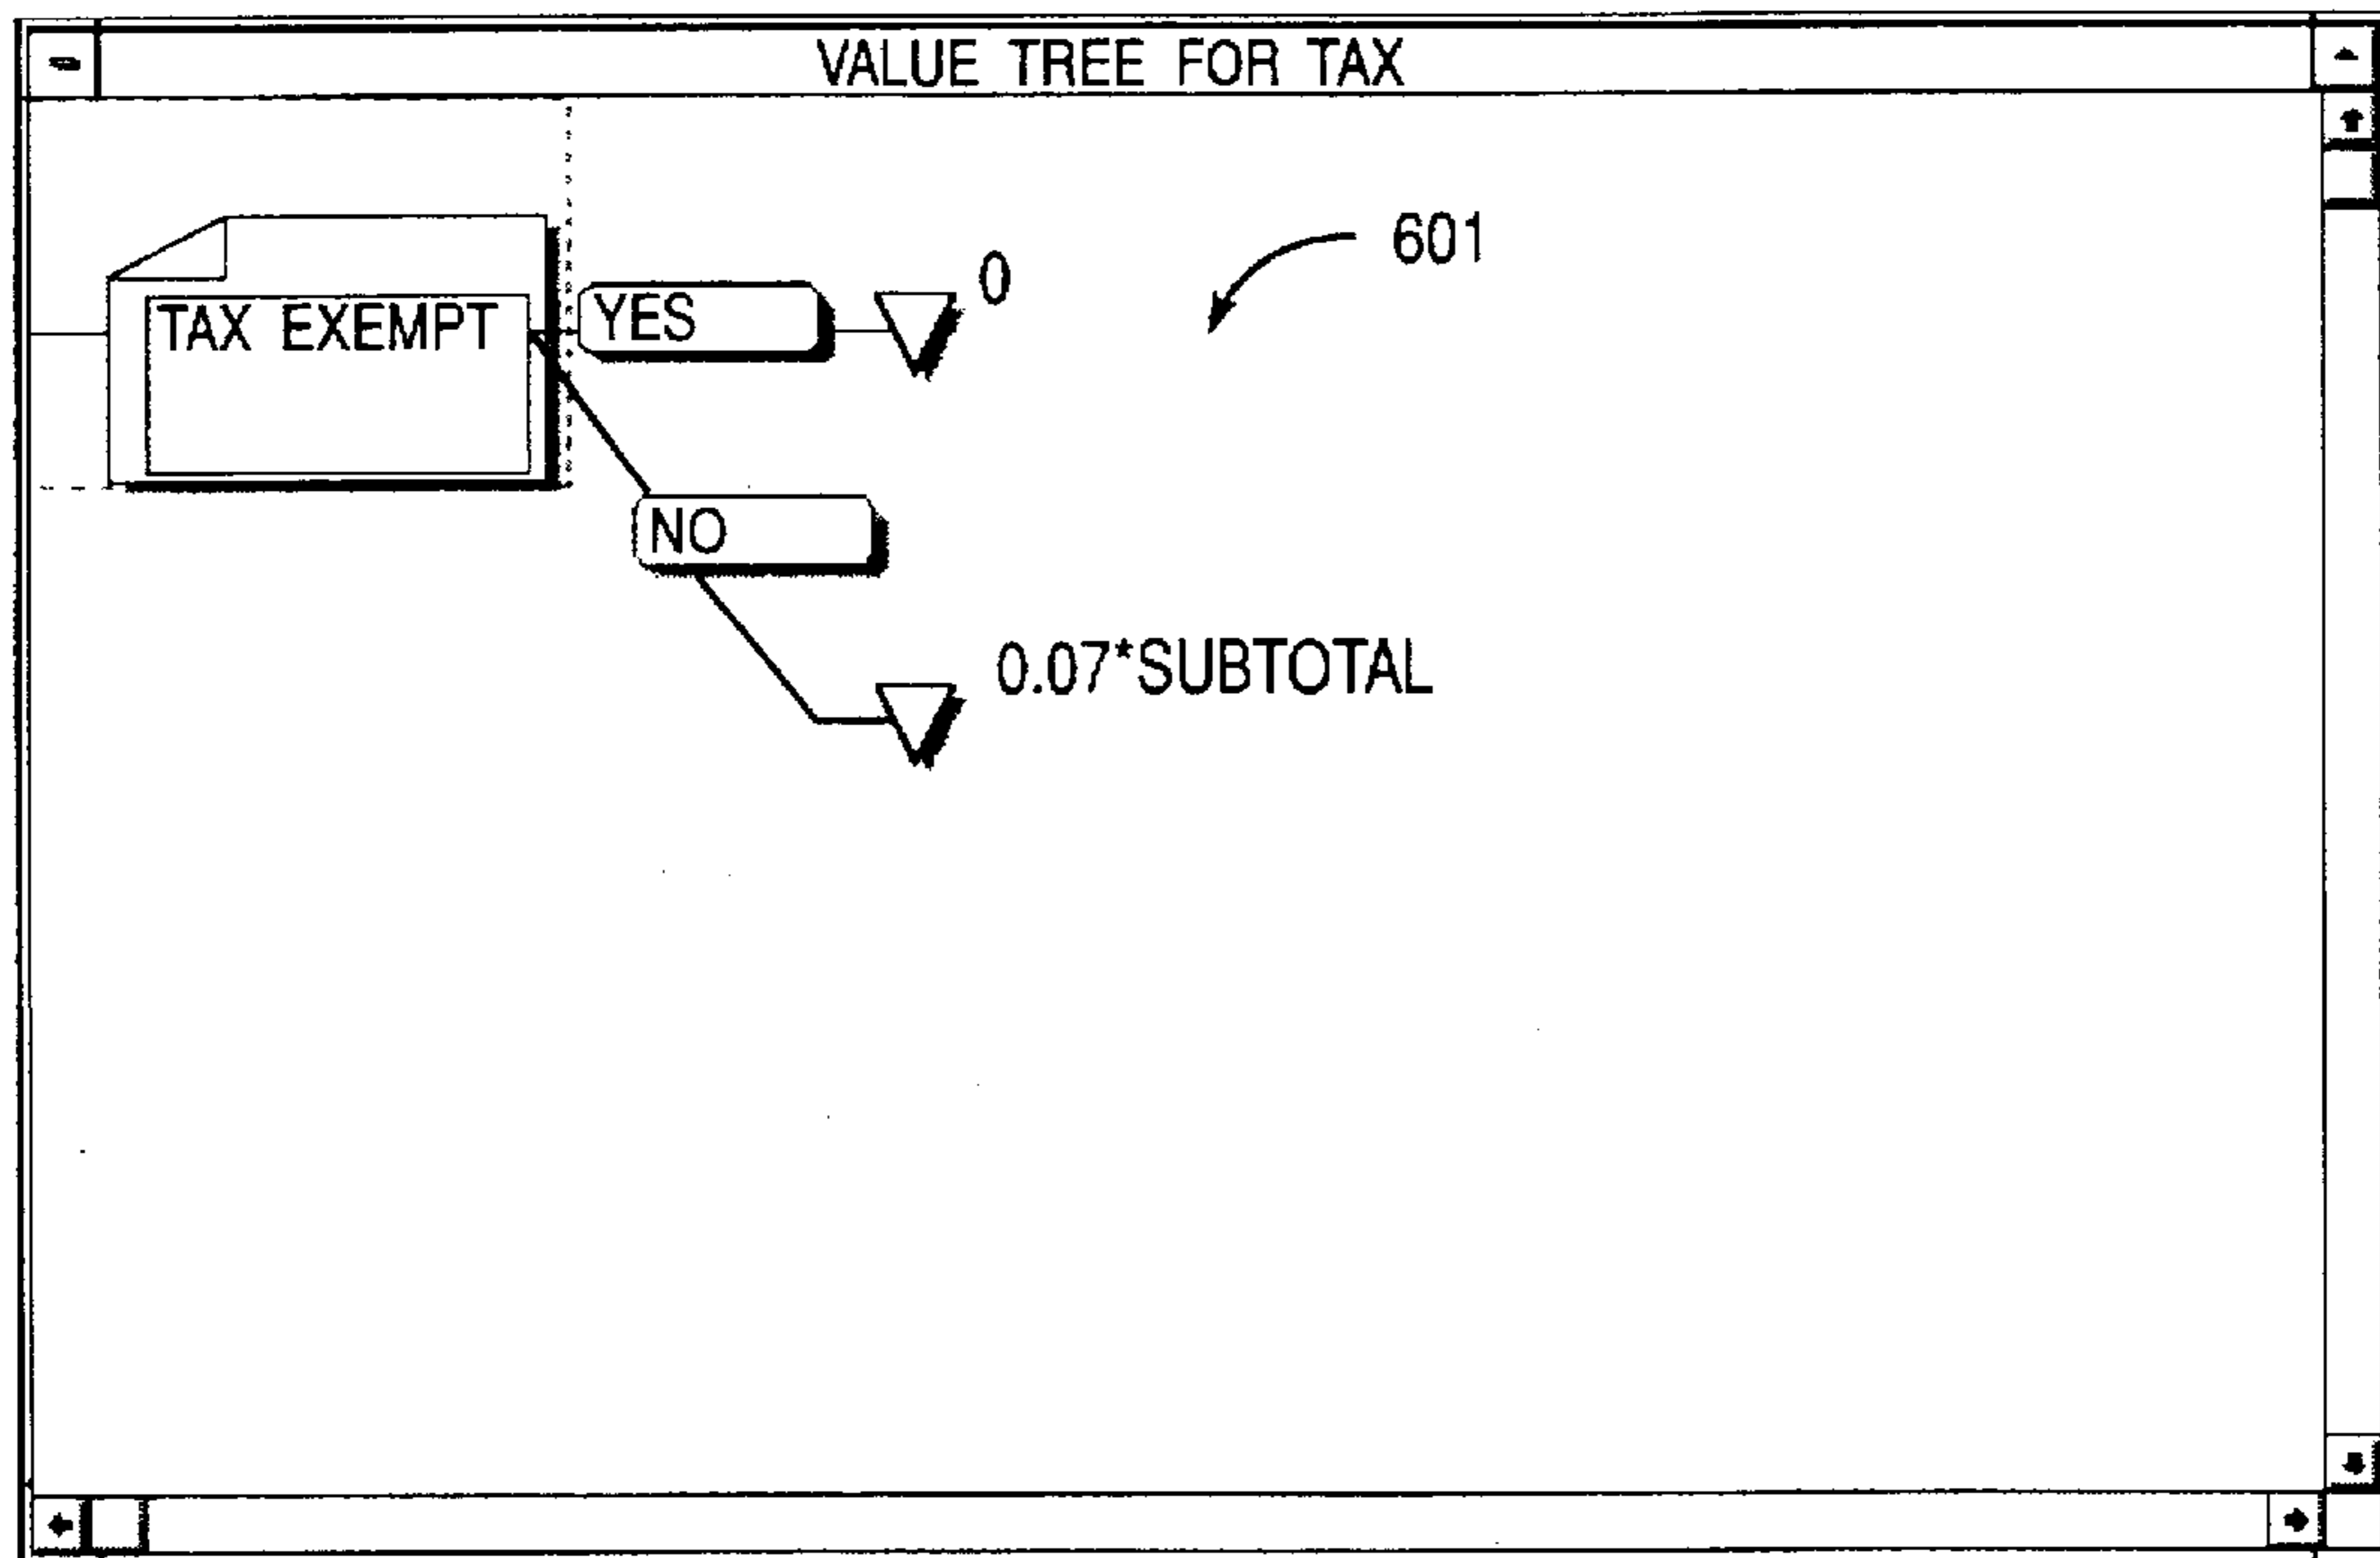 VALUE TREE FOR TAX
601
0
TAX EXEMPT
YES
NO
0.07*SUBTOTAL